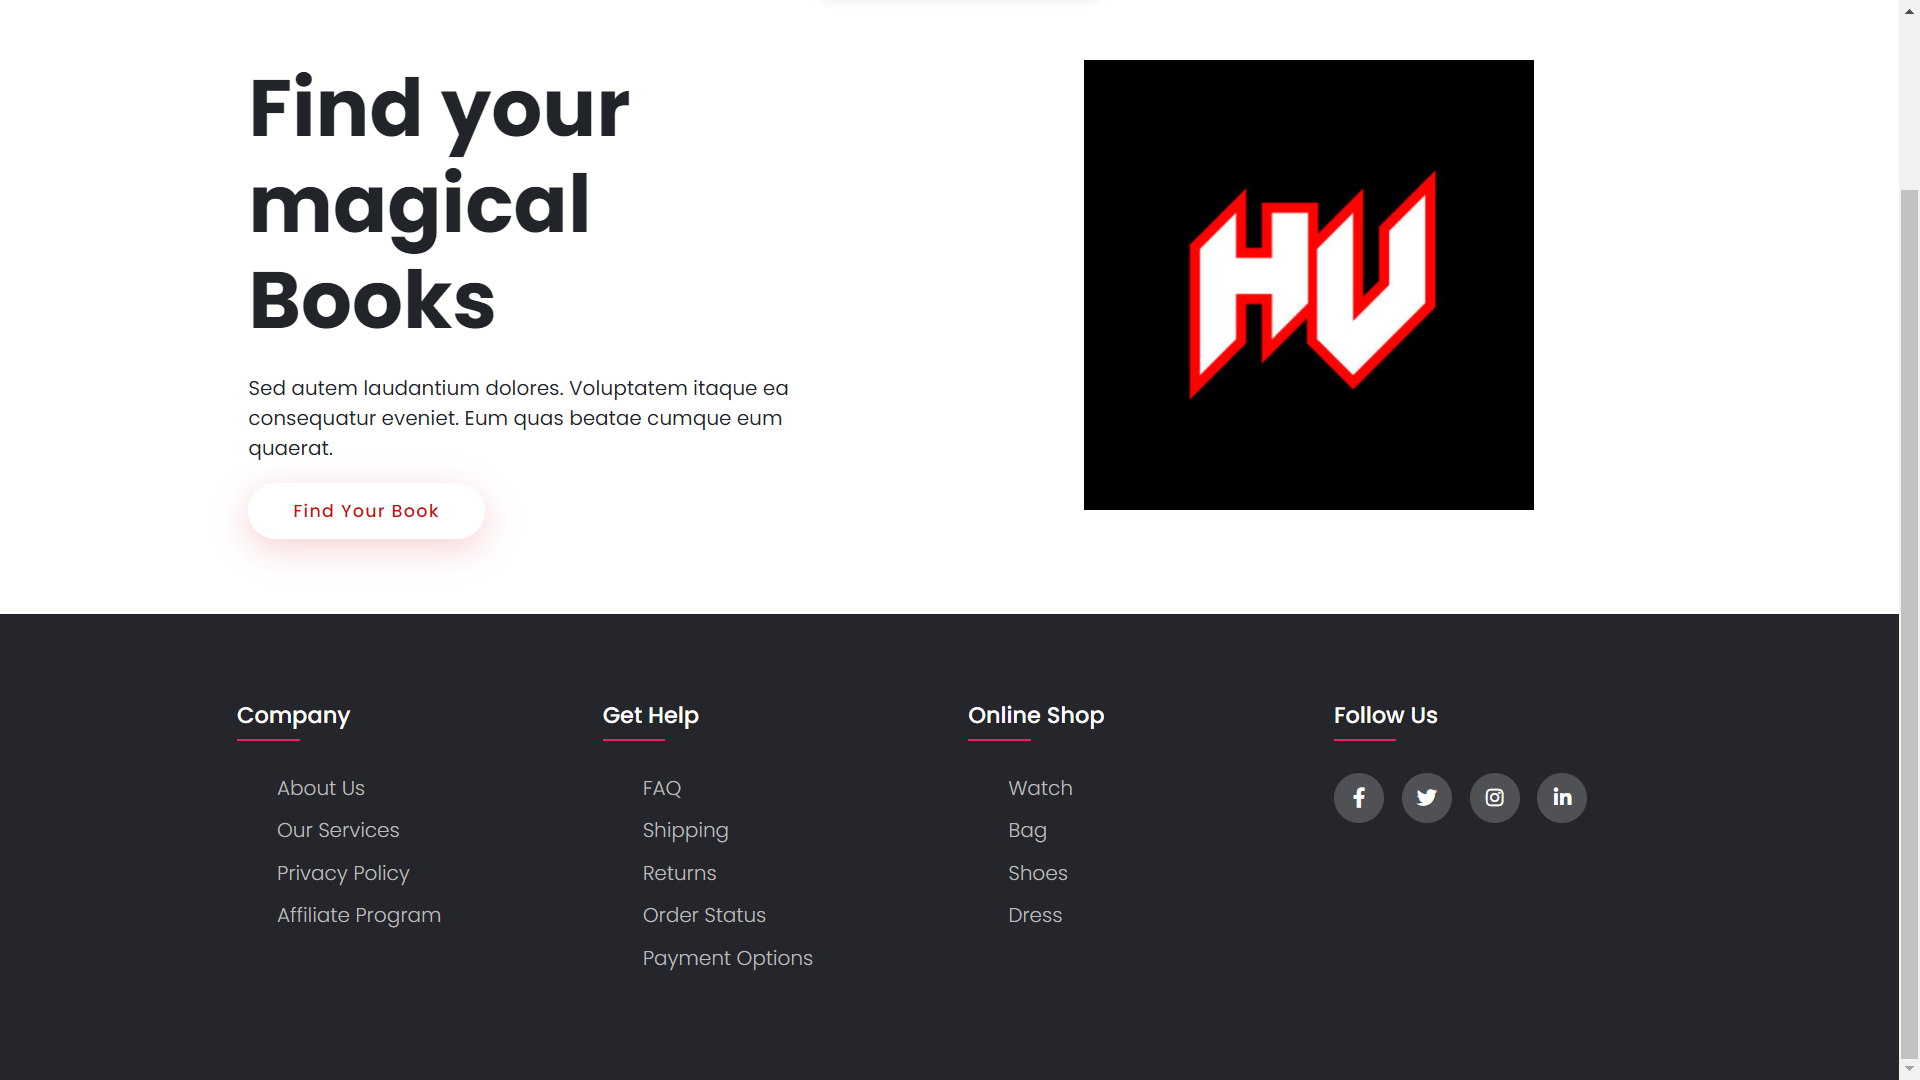 Find your
magical
Books
HU
Sed autem laudantium dolores. Voluptatem itaque ea
consequatur eveniet. Eum quas beatae cumque eum
quaerat.
Find Your Book
Company
About Us
Our Services
Privacy Policy
Affiliate Program
Get Help
FAQ
Shipping
Returns
Order Status
Payment Options
Online Shop
Watch
Bag
Shoes
Dress
Follow Us